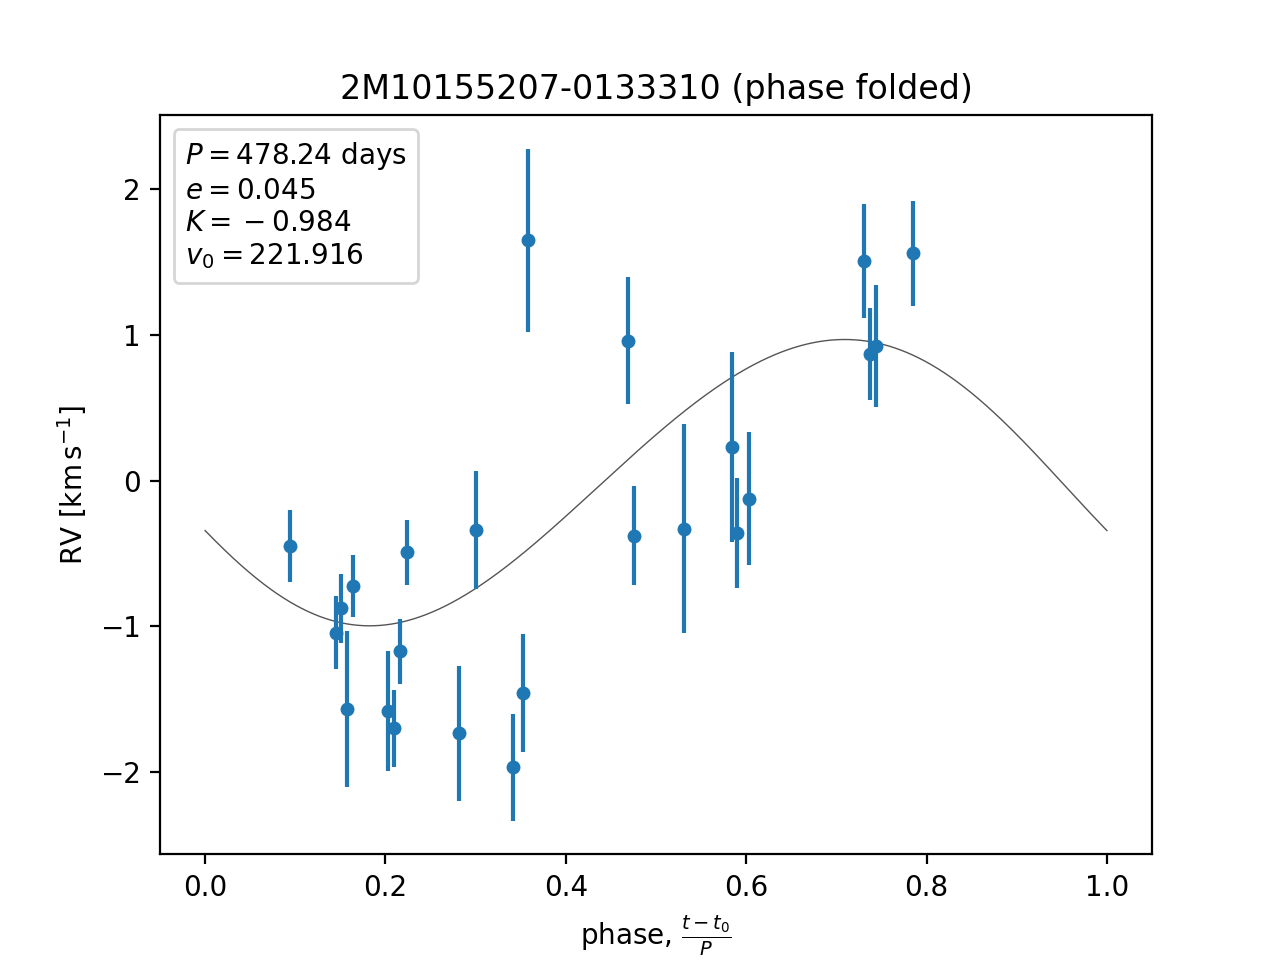 2M10155207-0133310 (phase folded)
P = 478.24 days
e = 0.045
K = −0.984
v₀ = 221.916
RV [km s⁻¹]
2
1
0
−1
−2
0.0 0.2 0.4 0.6 0.8 1.0
phase, (t − t₀)/P